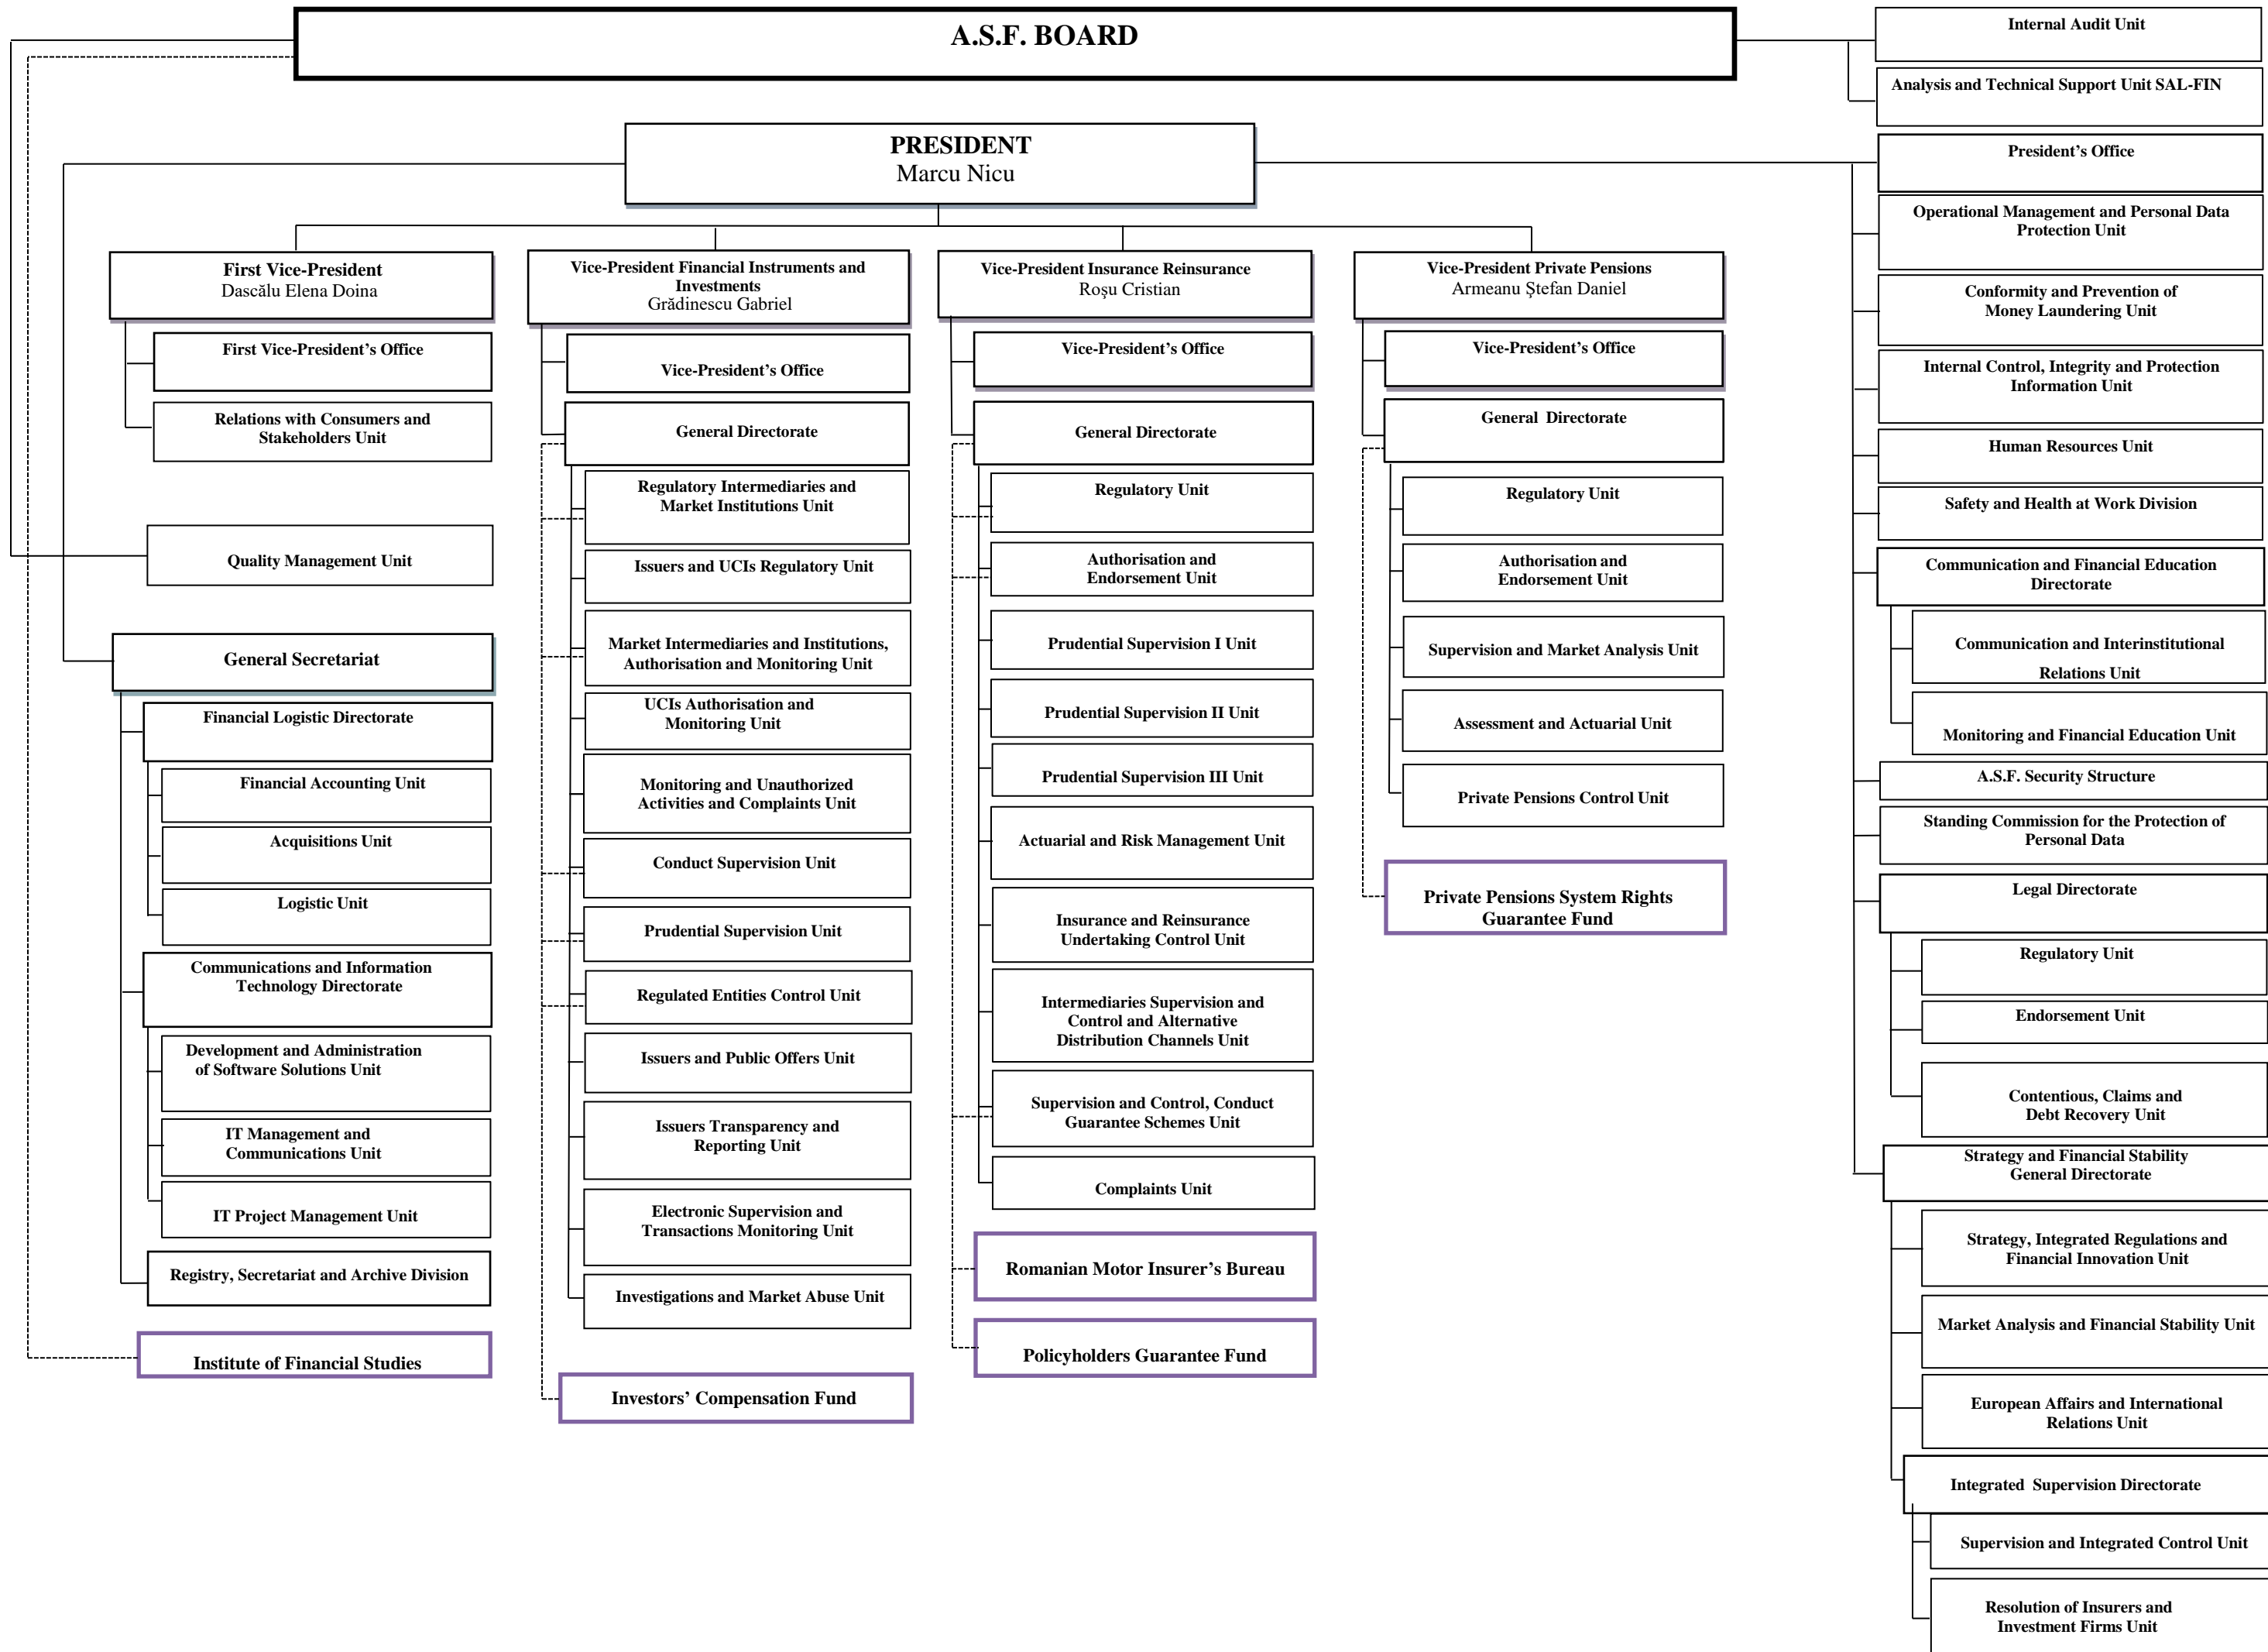 A.S.F. BOARD
Internal Audit Unit
Analysis and Technical Support Unit SAL-FIN
PRESIDENT
Marcu Nicu
First Vice-President
Dascălu Elena Doina
First Vice-President’s Office
Relations with Consumers and
Stakeholders Unit
Quality Management Unit
General Secretariat
Financial Logistic Directorate
Financial Accounting Unit
Acquisitions Unit
Logistic Unit
Communications and Information
Technology Directorate
Development and Administration
of Software Solutions Unit
IT Management and
Communications Unit
IT Project Management Unit
Registry, Secretariat and Archive Division
Institute of Financial Studies
Vice-President Financial Instruments and
Investments
Grădinescu Gabriel
Vice-President’s Office
General Directorate
Regulatory Intermediaries and
Market Institutions Unit
Issuers and UCIs Regulatory Unit
Market Intermediaries and Institutions,
Authorisation and Monitoring Unit
UCIs Authorisation and
Monitoring Unit
Monitoring and Unauthorized
Activities and Complaints Unit
Conduct Supervision Unit
Prudential Supervision Unit
Regulated Entities Control Unit
Issuers and Public Offers Unit
Issuers Transparency and
Reporting Unit
Electronic Supervision and
Transactions Monitoring Unit
Investigations and Market Abuse Unit
Investors’ Compensation Fund
Vice-President Insurance Reinsurance
Roşu Cristian
Vice-President’s Office
General Directorate
Regulatory Unit
Authorisation and
Endorsement Unit
Prudential Supervision I Unit
Prudential Supervision II Unit
Prudential Supervision III Unit
Actuarial and Risk Management Unit
Insurance and Reinsurance
Undertaking Control Unit
Intermediaries Supervision and
Control and Alternative
Distribution Channels Unit
Supervision and Control, Conduct
Guarantee Schemes Unit
Complaints Unit
Romanian Motor Insurer’s Bureau
Policyholders Guarantee Fund
Vice-President Private Pensions
Armeanu Ştefan Daniel
Vice-President’s Office
General Directorate
Regulatory Unit
Authorisation and
Endorsement Unit
Supervision and Market Analysis Unit
Assessment and Actuarial Unit
Private Pensions Control Unit
Private Pensions System Rights
Guarantee Fund
President’s Office
Operational Management and Personal Data
Protection Unit
Conformity and Prevention of
Money Laundering Unit
Internal Control, Integrity and Protection
Information Unit
Human Resources Unit
Safety and Health at Work Division
Communication and Financial Education
Directorate
Communication and Interinstitutional
Relations Unit
Monitoring and Financial Education Unit
A.S.F. Security Structure
Standing Commission for the Protection of
Personal Data
Legal Directorate
Regulatory Unit
Endorsement Unit
Contentious, Claims and
Debt Recovery Unit
Strategy and Financial Stability
General Directorate
Strategy, Integrated Regulations and
Financial Innovation Unit
Market Analysis and Financial Stability Unit
European Affairs and International
Relations Unit
Integrated Supervision Directorate
Supervision and Integrated Control Unit
Resolution of Insurers and
Investment Firms Unit